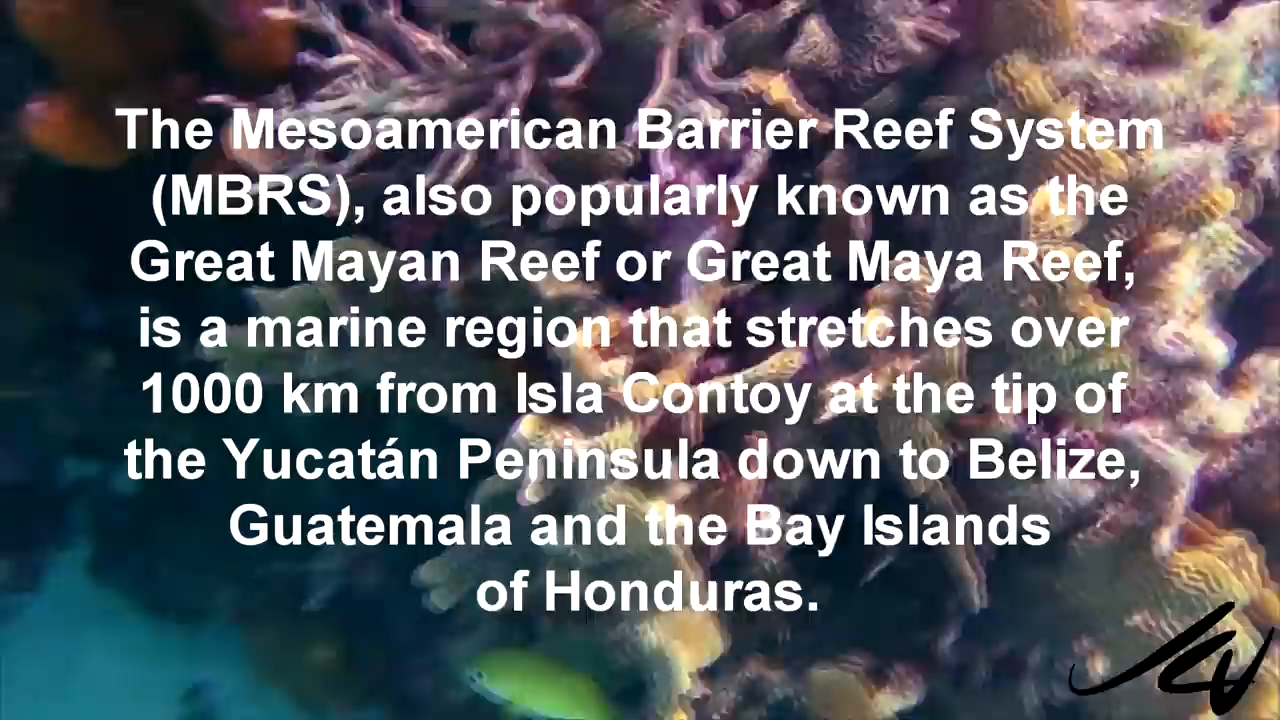 The Mesoamerican Barrier Reef System
(MBRS), also popularly known as the
Great Mayan Reef or Great Maya Reef,
is a marine region that stretches over
1000 km from Isla Contoy at the tip of
the Yucatán Peninsula down to Belize,
Guatemala and the Bay Islands
of Honduras.